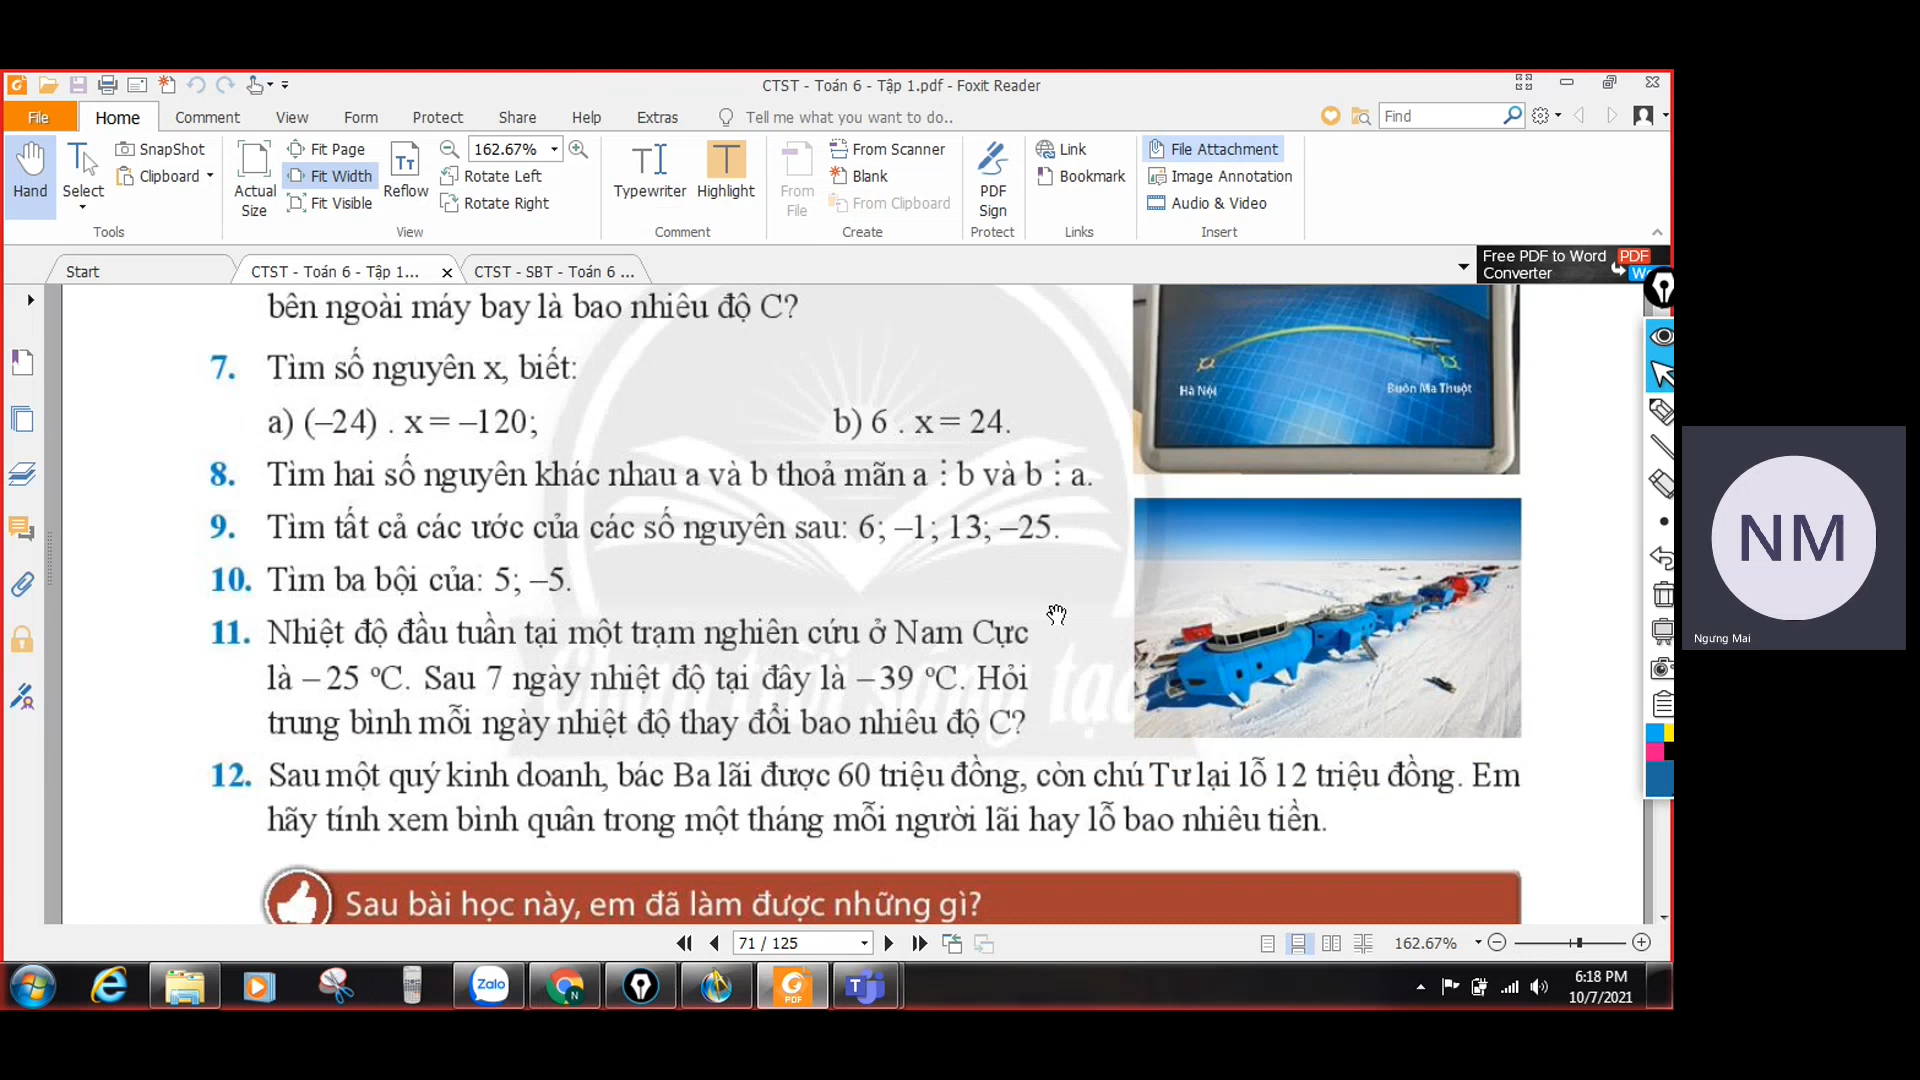 CTST - Toán 6 - Tập 1.pdf - Foxit Reader
File Home Comment View Form Protect Share Help Extras Tell me what you want to do.. Find
Hand
Select
SnapShot
Clipboard
Tools
Actual Size
Fit Page
Fit Width
Fit Visible
Reflow
162.67%
Rotate Left
Rotate Right
View
Typewriter
Highlight
Comment
From File
From Scanner
Blank
From Clipboard
Create
PDF Sign
Protect
Link
Bookmark
Links
File Attachment
Image Annotation
Audio & Video
Insert
Start
CTST - Toán 6 - Tập 1...
CTST - SBT - Toán 6 ...
Free PDF to Word
Converter
PDF
bên ngoài máy bay là bao nhiêu độ C?
Hà Nội
Buôn Ma Thuột
7. Tìm số nguyên x, biết:
a) (–24) . x = –120; b) 6 . x = 24.
8. Tìm hai số nguyên khác nhau a và b thoả mãn a ⋮ b và b ⋮ a.
9. Tìm tất cả các ước của các số nguyên sau: 6; –1; 13; –25.
10. Tìm ba bội của: 5; –5.
11. Nhiệt độ đầu tuần tại một trạm nghiên cứu ở Nam Cực
là –25 °C. Sau 7 ngày nhiệt độ tại đây là –39 °C. Hỏi
trung bình mỗi ngày nhiệt độ thay đổi bao nhiêu độ C?
12. Sau một quý kinh doanh, bác Ba lãi được 60 triệu đồng, còn chú Tư lại lỗ 12 triệu đồng. Em
hãy tính xem bình quân trong một tháng mỗi người lãi hay lỗ bao nhiêu tiền.
Sau bài học này, em đã làm được những gì?
71 / 125
162.67%
Zalo
6:18 PM
10/7/2021
NM
Ngưng Mai